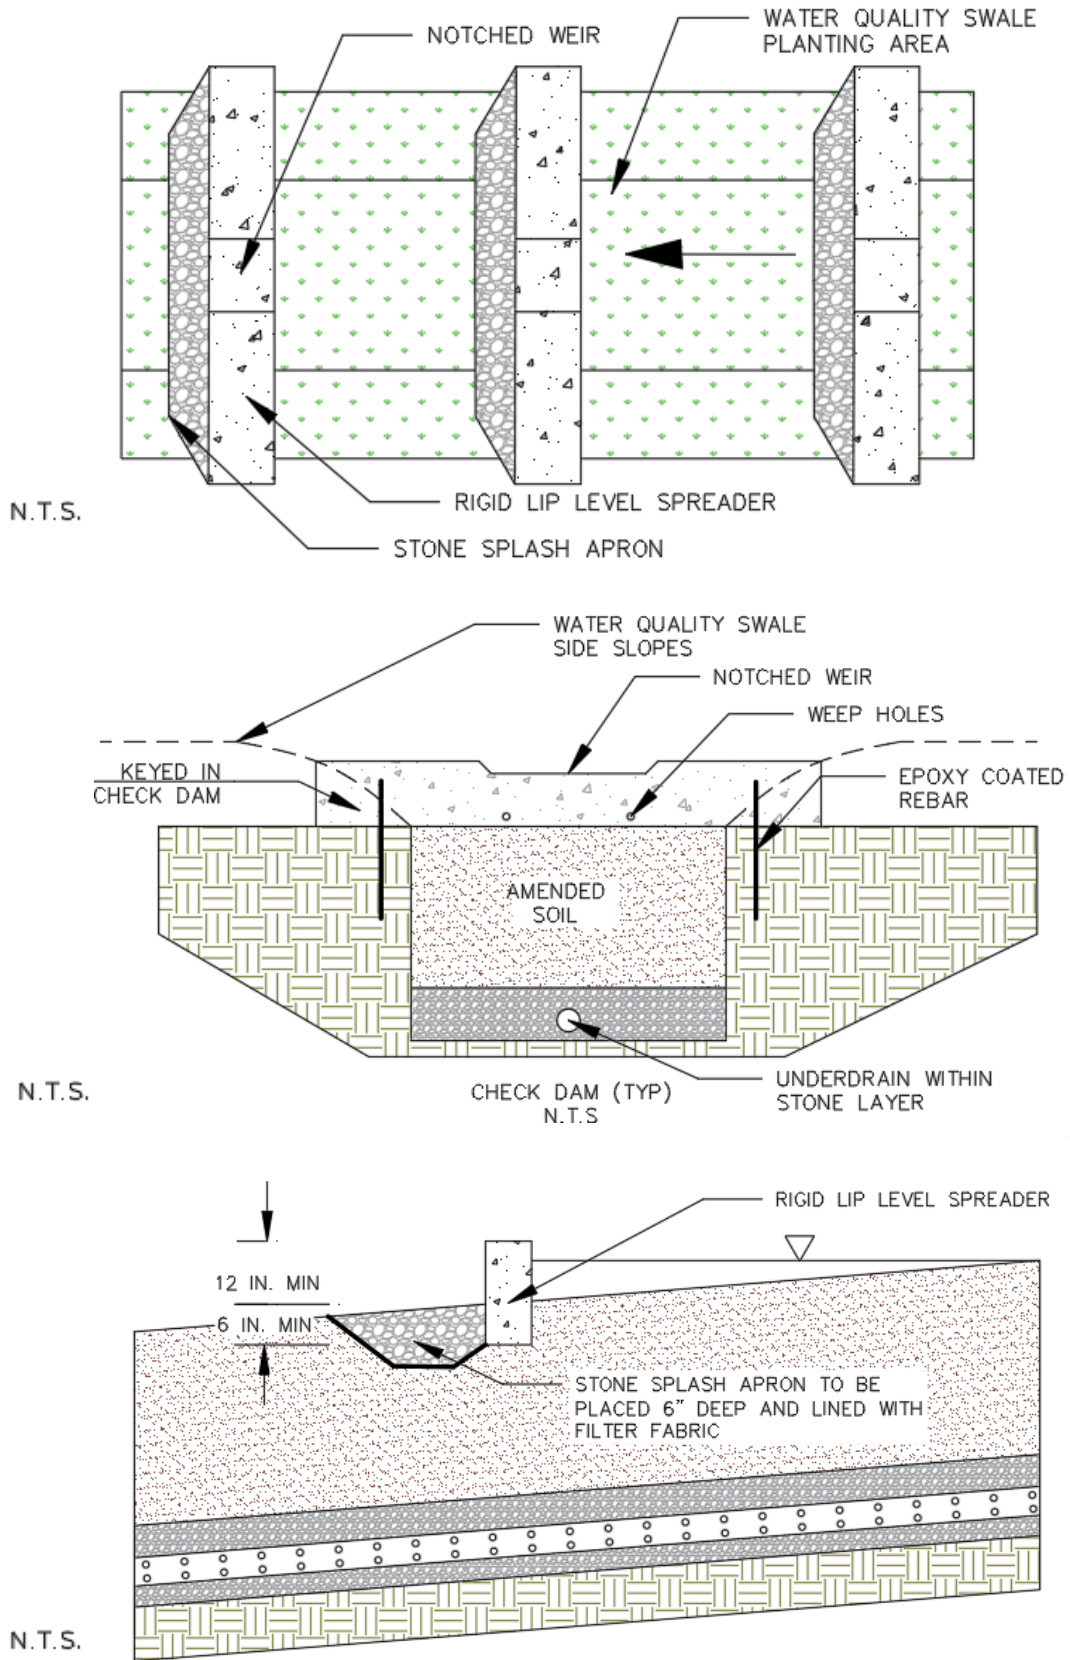 WATER QUALITY SWALE
PLANTING AREA
NOTCHED WEIR
RIGID LIP LEVEL SPREADER
N.T.S.
STONE SPLASH APRON
WATER QUALITY SWALE
SIDE SLOPES
NOTCHED WEIR
WEEP HOLES
KEYED IN
CHECK DAM
EPOXY COATED
REBAR
AMENDED
SOIL
UNDERDRAIN WITHIN
STONE LAYER
CHECK DAM (TYP)
N.T.S
N.T.S.
RIGID LIP LEVEL SPREADER
12 IN. MIN
6 IN. MIN
STONE SPLASH APRON TO BE
PLACED 6" DEEP AND LINED WITH
FILTER FABRIC
N.T.S.